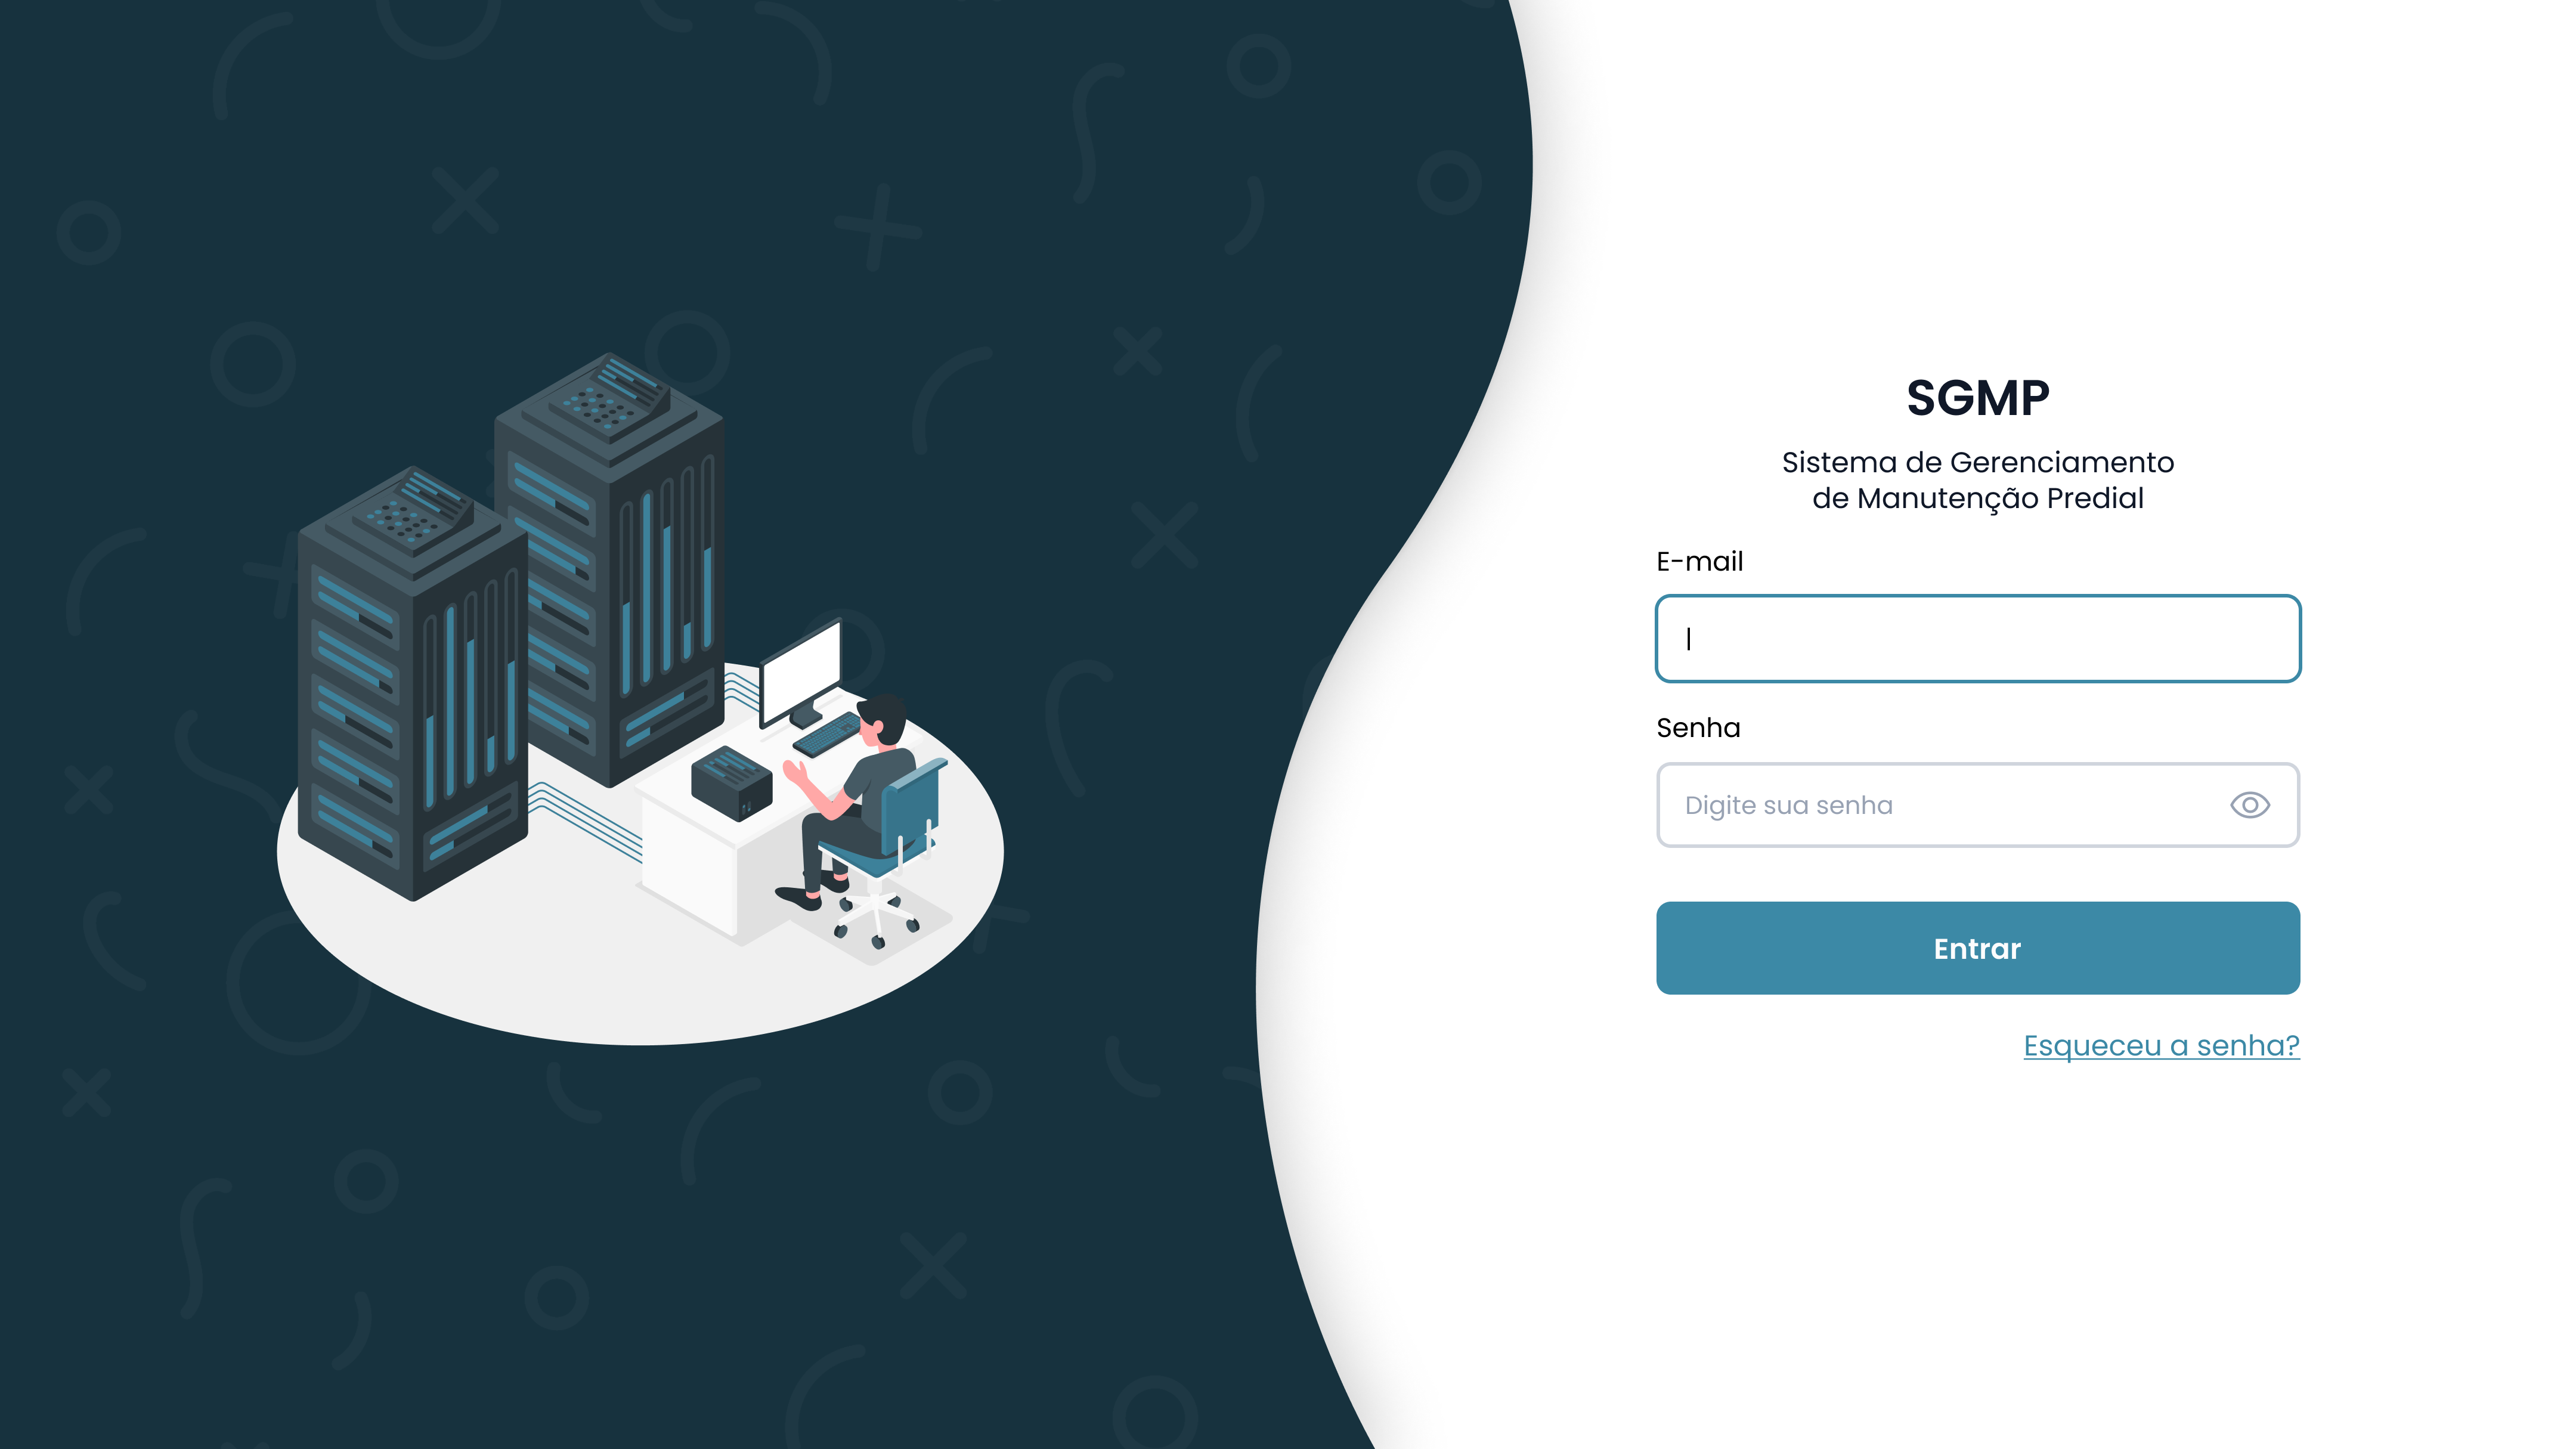 SGMP
Sistema de Gerenciamento
de Manutenção Predial
E-mail
Senha
Digite sua senha
Entrar
Esqueceu a senha?